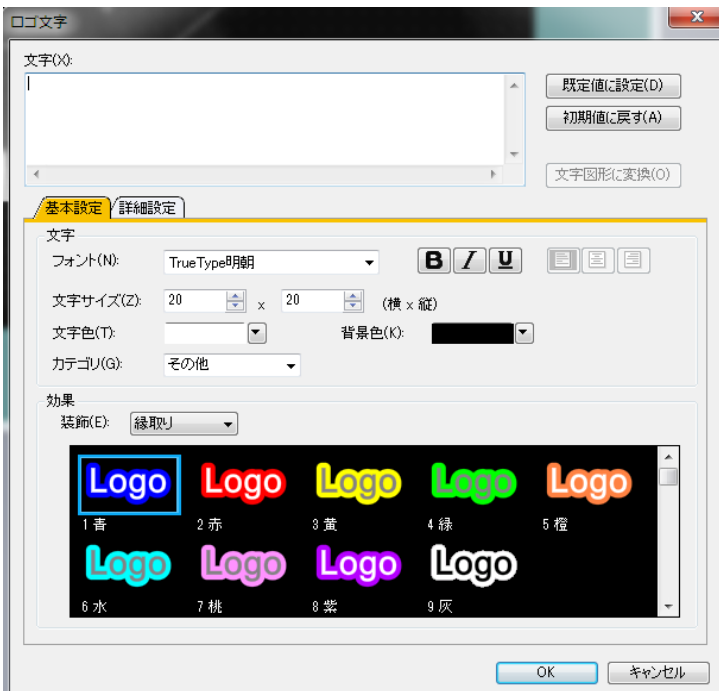 ロゴ文字
文字(X):
既定値に設定(D)
初期値に戻す(A)
文字図形に変換(O)
基本設定 詳細設定
文字
フォント(N): TrueType明朝 B I U
文字サイズ(Z): 20 x 20 (横 x 縦)
文字色(T): 背景色(K):
カテゴリ(G): その他
効果
装飾(E): 縁取り
Logo Logo Logo Logo Logo
1 青 2 赤 3 黄 4 緑 5 橙
Logo Logo Logo Logo
6 水 7 桃 8 紫 9 灰
OK キャンセル